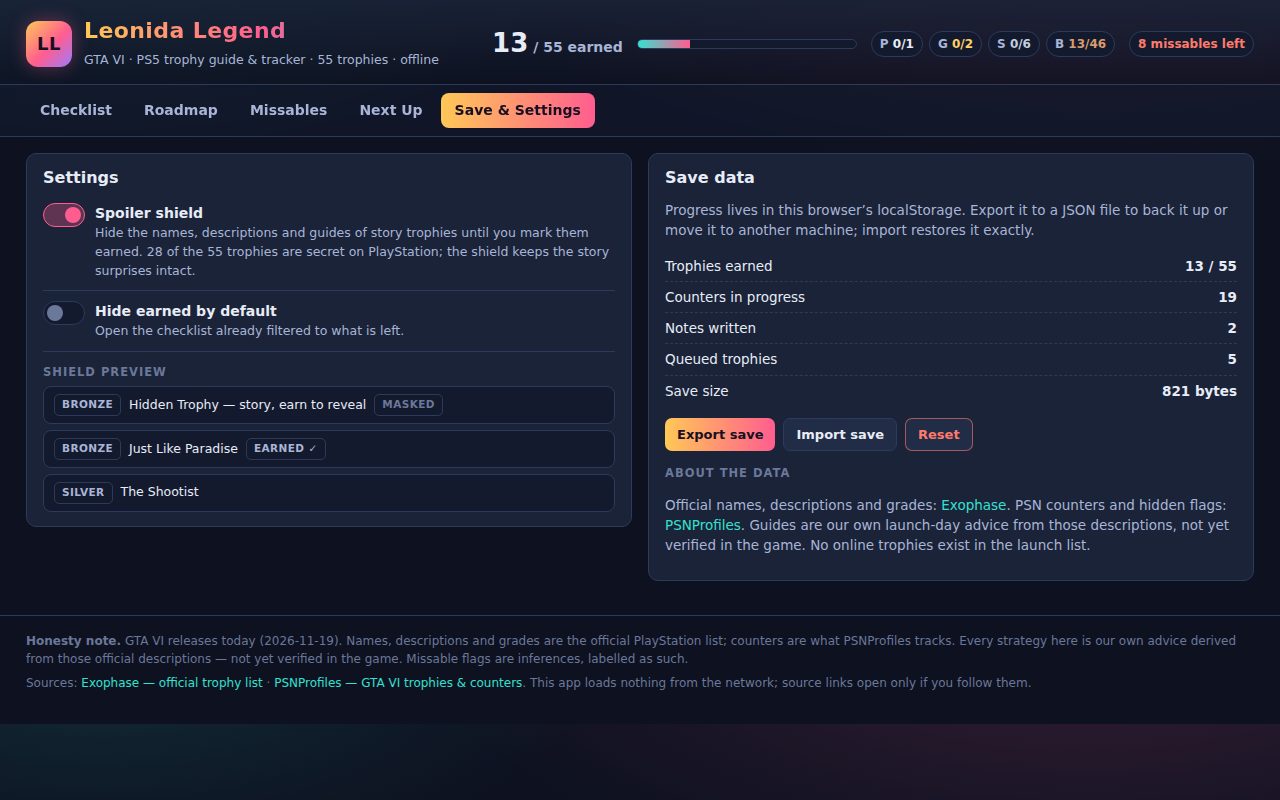 LL
Leonida Legend
GTA VI · PS5 trophy guide & tracker · 55 trophies · offline
13 / 55 earned
P 0/1
G 0/2
S 0/6
B 13/46
8 missables left
Checklist
Roadmap
Missables
Next Up
Save & Settings
Settings
Spoiler shield
Hide the names, descriptions and guides of story trophies until you mark them
earned. 28 of the 55 trophies are secret on PlayStation; the shield keeps the story
surprises intact.
Hide earned by default
Open the checklist already filtered to what is left.
SHIELD PREVIEW
BRONZE Hidden Trophy — story, earn to reveal MASKED
BRONZE Just Like Paradise EARNED ✓
SILVER The Shootist
Save data
Progress lives in this browser’s localStorage. Export it to a JSON file to back it up or
move it to another machine; import restores it exactly.
Trophies earned 13 / 55
Counters in progress 19
Notes written 2
Queued trophies 5
Save size 821 bytes
Export save
Import save
Reset
ABOUT THE DATA
Official names, descriptions and grades: Exophase. PSN counters and hidden flags:
PSNProfiles. Guides are our own launch-day advice from those descriptions, not yet
verified in the game. No online trophies exist in the launch list.
Honesty note. GTA VI releases today (2026-11-19). Names, descriptions and grades are the official PlayStation list; counters are what PSNProfiles tracks. Every strategy here is our own advice derived
from those official descriptions — not yet verified in the game. Missable flags are inferences, labelled as such.
Sources: Exophase — official trophy list · PSNProfiles — GTA VI trophies & counters. This app loads nothing from the network; source links open only if you follow them.